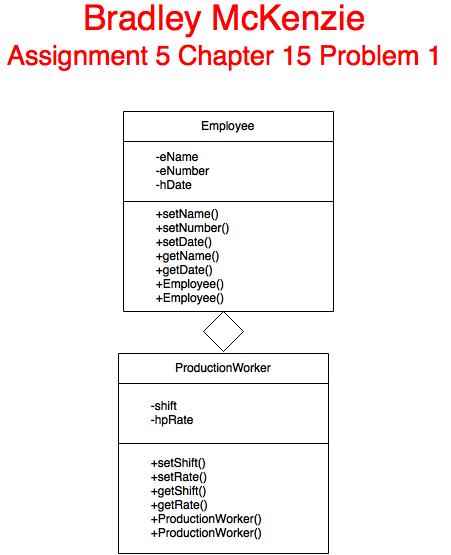 Bradley McKenzie
Assignment 5 Chapter 15 Problem 1
Employee
-eName
-eNumber
-hDate
+setName()
+setNumber()
+setDate()
+getName()
+getDate()
+Employee()
+Employee()
ProductionWorker
-shift
-hpRate
+setShift()
+setRate()
+getShift()
+getRate()
+ProductionWorker()
+ProductionWorker()